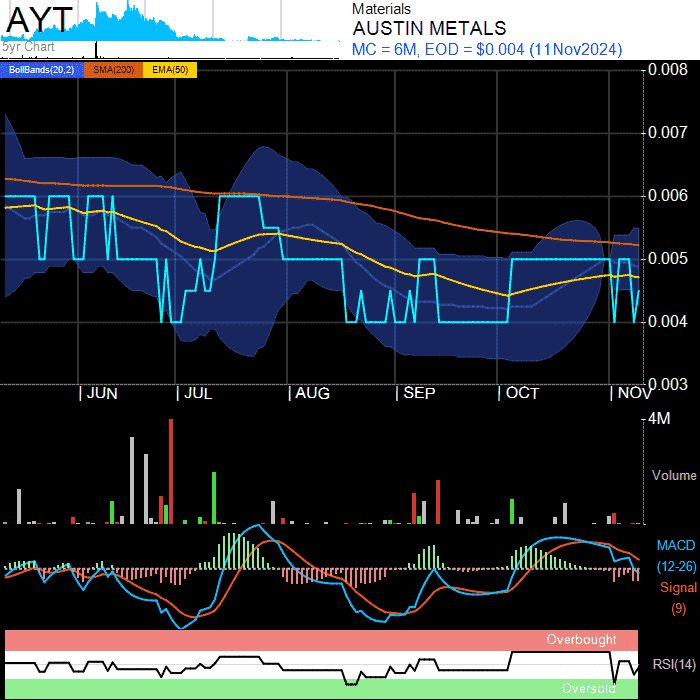 AYT
5yr Chart
Materials
AUSTIN METALS
MC = 6M, EOD = $0.004 (11Nov2024)
BollBands(20,2) SMA(200) EMA(50)
0.008
0.007
0.006
0.005
0.004
0.003
JUN JUL AUG SEP OCT NOV
4M
Volume
MACD
(12-26)
Signal
(9)
Overbought
RSI(14)
Oversold